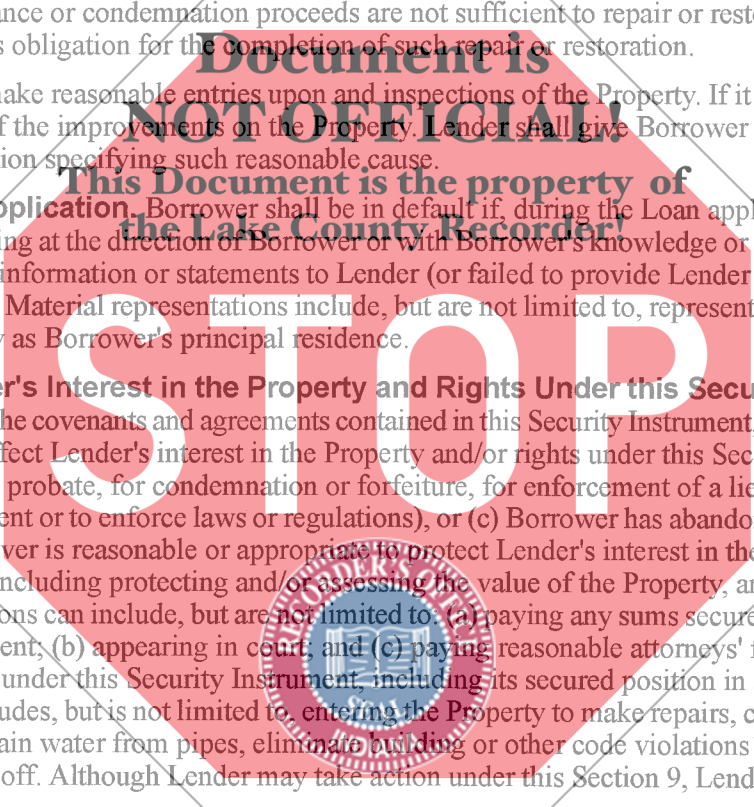 nce or condemnation proceeds are not sufficient to repair or resto
s obligation for the completion of such repair or restoration.
Document is
ake reasonable entries upon and inspections of the Property. If it
NOT OFFICIAL!
f the improvements on the Property. Lender shall give Borrower
ion specifying such reasonable cause.
This Document is the property of
plication. Borrower shall be in default if, during the Loan appl
the Lake County Recorder!
ing at the direction of Borrower or with Borrower's knowledge or
information or statements to Lender (or failed to provide Lender
Material representations include, but are not limited to, represent
y as Borrower's principal residence.
STOP
er's Interest in the Property and Rights Under this Secu
he covenants and agreements contained in this Security Instrument,
ffect Lender's interest in the Property and/or rights under this Sec
probate, for condemnation or forfeiture, for enforcement of a lie
ent or to enforce laws or regulations), or (c) Borrower has abando
wer is reasonable or appropriate to protect Lender's interest in the
ncluding protecting and/or assessing the value of the Property, an
RECORDER'S OFFICE
ons can include, but are not limited to: (a) paying any sums secure
ent; (b) appearing in court; and (c) paying reasonable attorneys' f
under this Security Instrument, including its secured position in
SEAL
udes, but is not limited to, entering the Property to make repairs, c
INDIANA
ain water from pipes, eliminate building or other code violations
off. Although Lender may take action under this Section 9, Lend